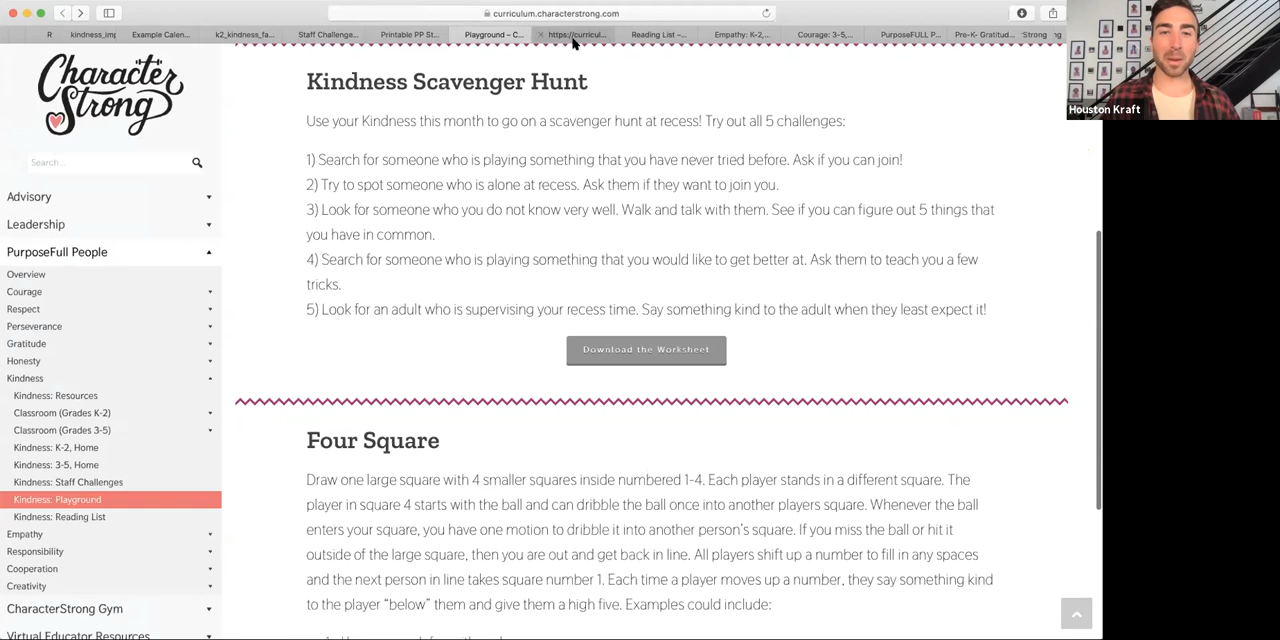 curriculum.characterstrong.com
R
kindness_imp
Example Calen...
k2_kindness_fa...
Staff Challenge...
Printable PP St...
Playground – C...
https://curricul...
Reading List –...
Empathy: K-2,...
Courage: 3-5,...
PurposeFULL P...
Pre-K- Gratitud...
Strong
ng
Houston Kraft
Character
Strong
Search...
Advisory
Leadership
PurposeFull People
Overview
Courage
Respect
Perseverance
Gratitude
Honesty
Kindness
Kindness: Resources
Classroom (Grades K-2)
Classroom (Grades 3-5)
Kindness: K-2, Home
Kindness: 3-5, Home
Kindness: Staff Challenges
Kindness: Playground
Kindness: Reading List
Empathy
Responsibility
Cooperation
Creativity
CharacterStrong Gym
Virtual Educator Resources
Kindness Scavenger Hunt
Use your Kindness this month to go on a scavenger hunt at recess! Try out all 5 challenges:
1) Search for someone who is playing something that you have never tried before. Ask if you can join!
2) Try to spot someone who is alone at recess. Ask them if they want to join you.
3) Look for someone who you do not know very well. Walk and talk with them. See if you can figure out 5 things that
you have in common.
4) Search for someone who is playing something that you would like to get better at. Ask them to teach you a few
tricks.
5) Look for an adult who is supervising your recess time. Say something kind to the adult when they least expect it!
Download the Worksheet
Four Square
Draw one large square with 4 smaller squares inside numbered 1-4. Each player stands in a different square. The
player in square 4 starts with the ball and can dribble the ball once into another players square. Whenever the ball
enters your square, you have one motion to dribble it into another person's square. If you miss the ball or hit it
outside of the large square, then you are out and get back in line. All players shift up a number to fill in any spaces
and the next person in line takes square number 1. Each time a player moves up a number, they say something kind
to the player “below” them and give them a high five. Examples could include: